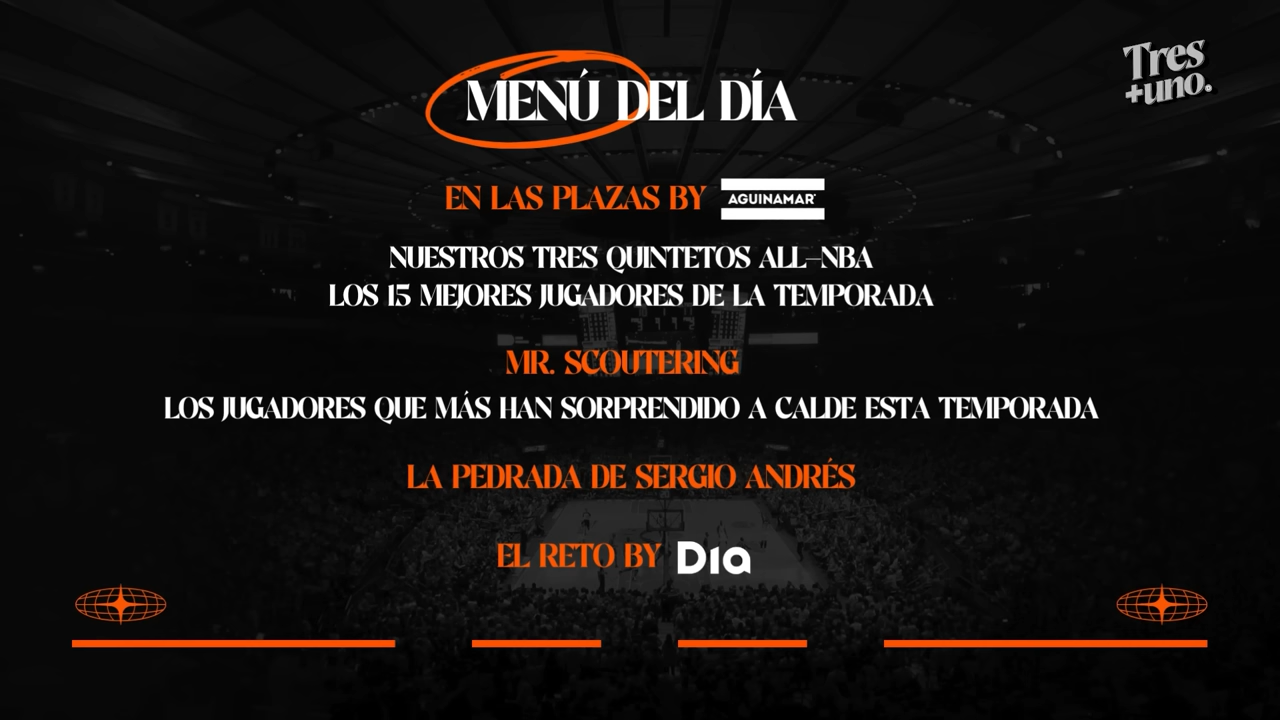 Tres
+uno.
MENÚ DEL DÍA
EN LAS PLAZAS BY AGUINAMAR
NUESTROS TRES QUINTETOS ALL-NBA
LOS 15 MEJORES JUGADORES DE LA TEMPORADA
MR. SCOUTERING
LOS JUGADORES QUE MÁS HAN SORPRENDIDO A CALDE ESTA TEMPORADA
LA PEDRADA DE SERGIO ANDRÉS
EL RETO BY Dia